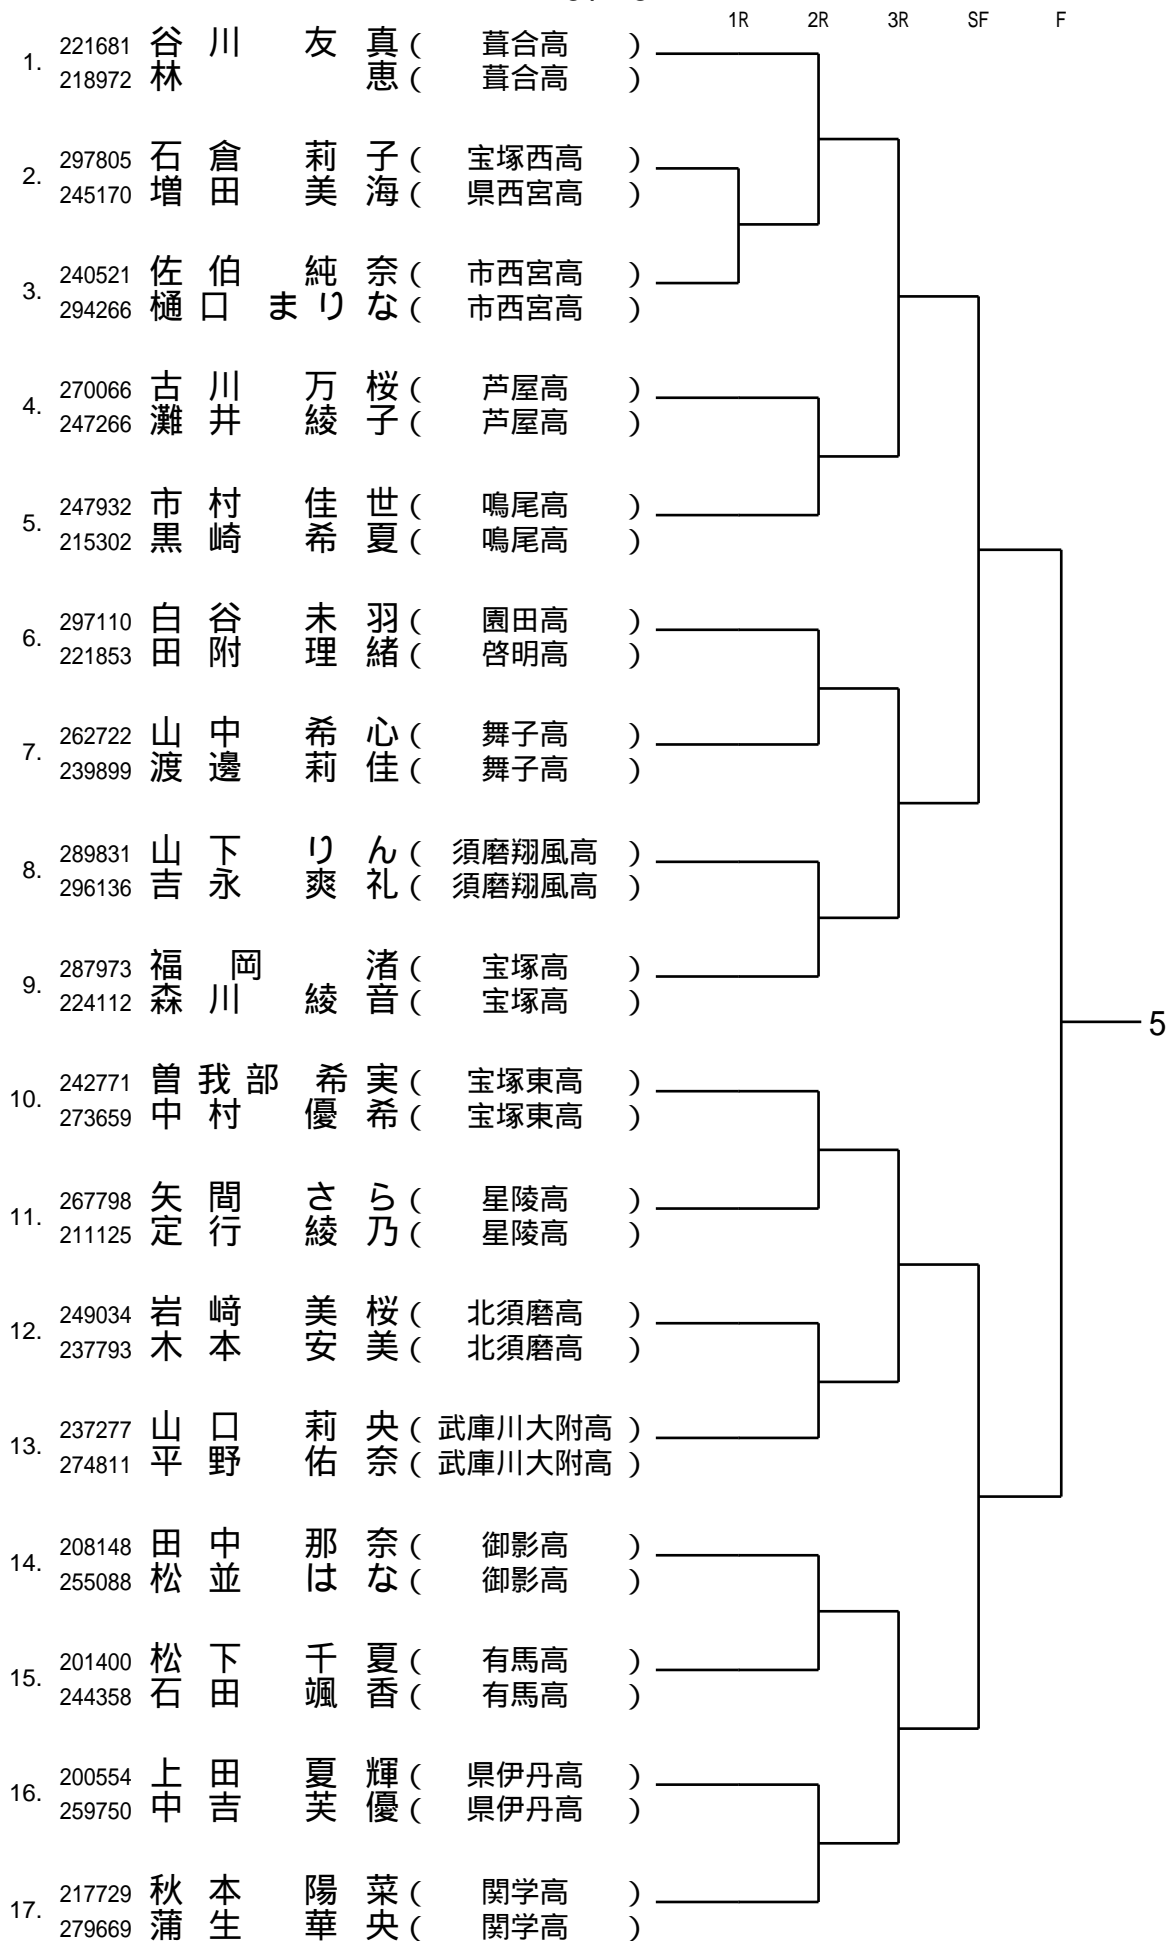 1R 2R 3R SF F
1. 221681 谷川 友真 ( 葺合高 )
218972 林 恵 ( 葺合高 )
2. 297805 石倉 莉子 ( 宝塚西高 )
245170 増田 美海 ( 県西宮高 )
3. 240521 佐伯 純奈 ( 市西宮高 )
294266 樋口 まりな ( 市西宮高 )
4. 270066 古川 万桜 ( 芦屋高 )
247266 灘井 綾子 ( 芦屋高 )
5. 247932 市村 佳世 ( 鳴尾高 )
215302 黒崎 希夏 ( 鳴尾高 )
6. 297110 白谷 未羽 ( 園田高 )
221853 田附 理緒 ( 啓明高 )
7. 262722 山中 希心 ( 舞子高 )
239899 渡邊 莉佳 ( 舞子高 )
8. 289831 山下 りん ( 須磨翔風高 )
296136 吉永 爽礼 ( 須磨翔風高 )
9. 287973 福岡 渚 ( 宝塚高 )
224112 森川 綾音 ( 宝塚高 )
5
10. 242771 曽我部 希実 ( 宝塚東高 )
273659 中村 優希 ( 宝塚東高 )
11. 267798 矢間 さら ( 星陵高 )
211125 定行 綾乃 ( 星陵高 )
12. 249034 岩﨑 美桜 ( 北須磨高 )
237793 木本 安美 ( 北須磨高 )
13. 237277 山口 莉央 ( 武庫川大附高 )
274811 平野 佑奈 ( 武庫川大附高 )
14. 208148 田中 那奈 ( 御影高 )
255088 松並 はな ( 御影高 )
15. 201400 松下 千夏 ( 有馬高 )
244358 石田 颯香 ( 有馬高 )
16. 200554 上田 夏輝 ( 県伊丹高 )
259750 中吉 芙優 ( 県伊丹高 )
17. 217729 秋本 陽菜 ( 関学高 )
279669 蒲生 華央 ( 関学高 )